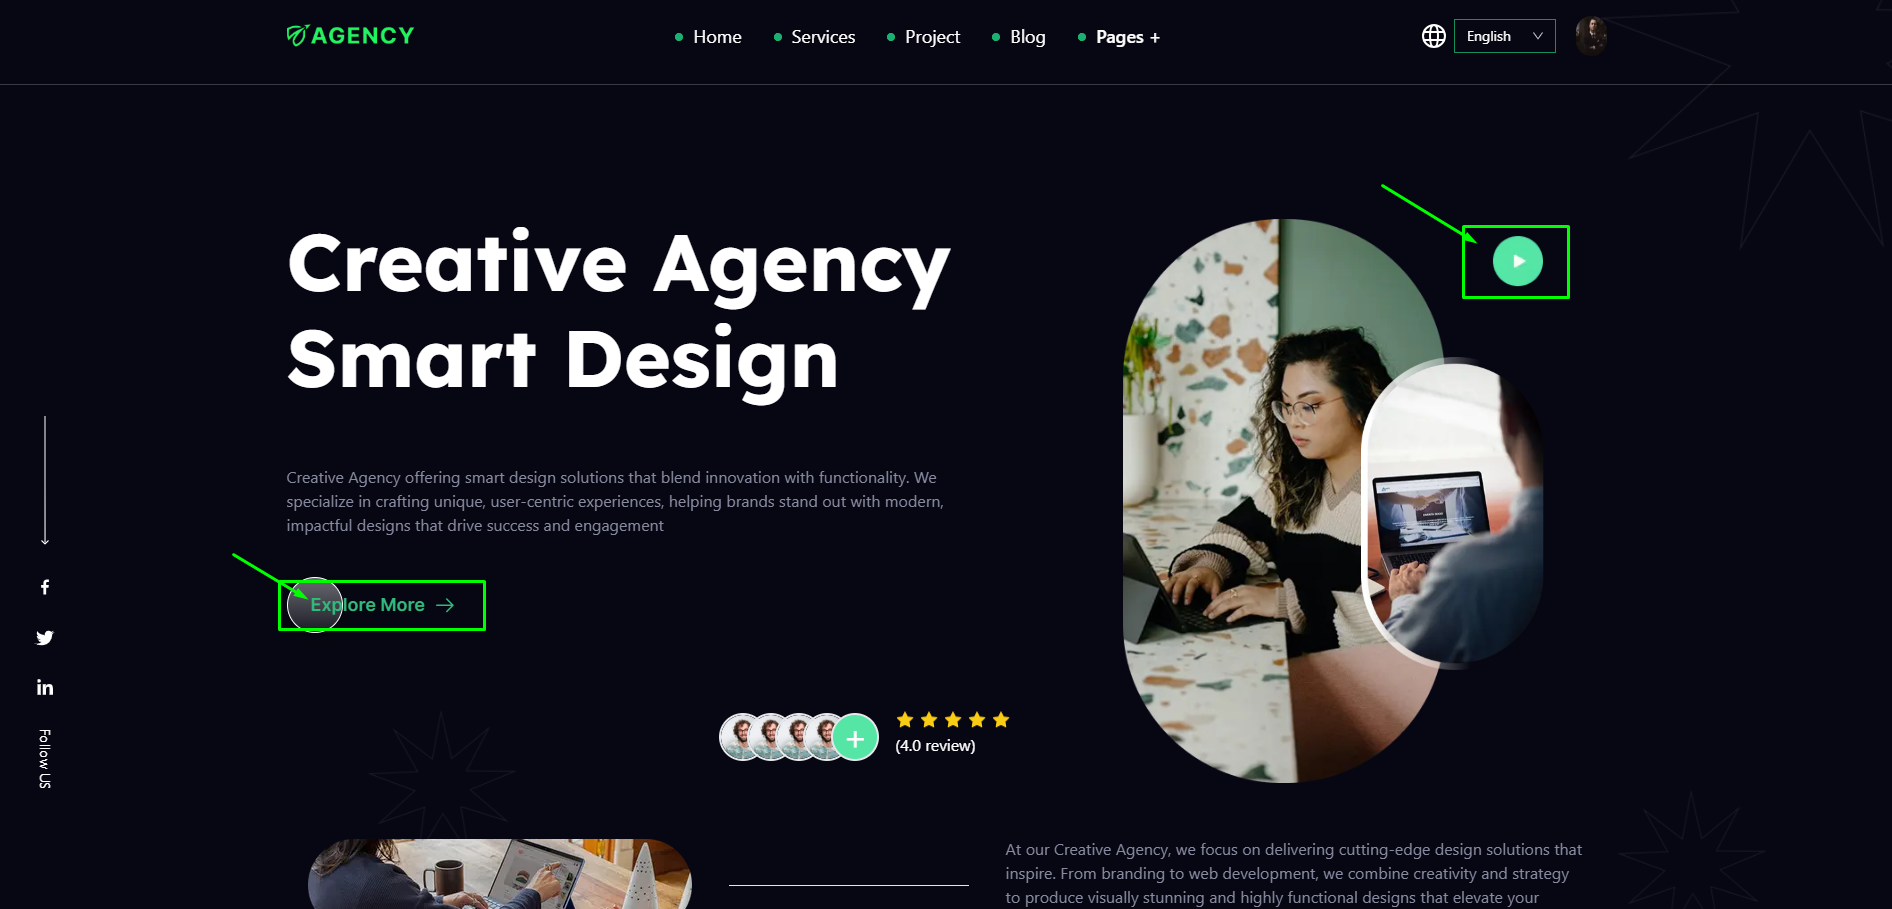 AGENCY
Home
Services
Project
Blog
Pages +
English
Creative Agency
Smart Design
Creative Agency offering smart design solutions that blend innovation with functionality. We
specialize in crafting unique, user-centric experiences, helping brands stand out with modern,
impactful designs that drive success and engagement
Explore More
(4.0 review)
Follow US
At our Creative Agency, we focus on delivering cutting-edge design solutions that
inspire. From branding to web development, we combine creativity and strategy
to produce visually stunning and highly functional designs that elevate your